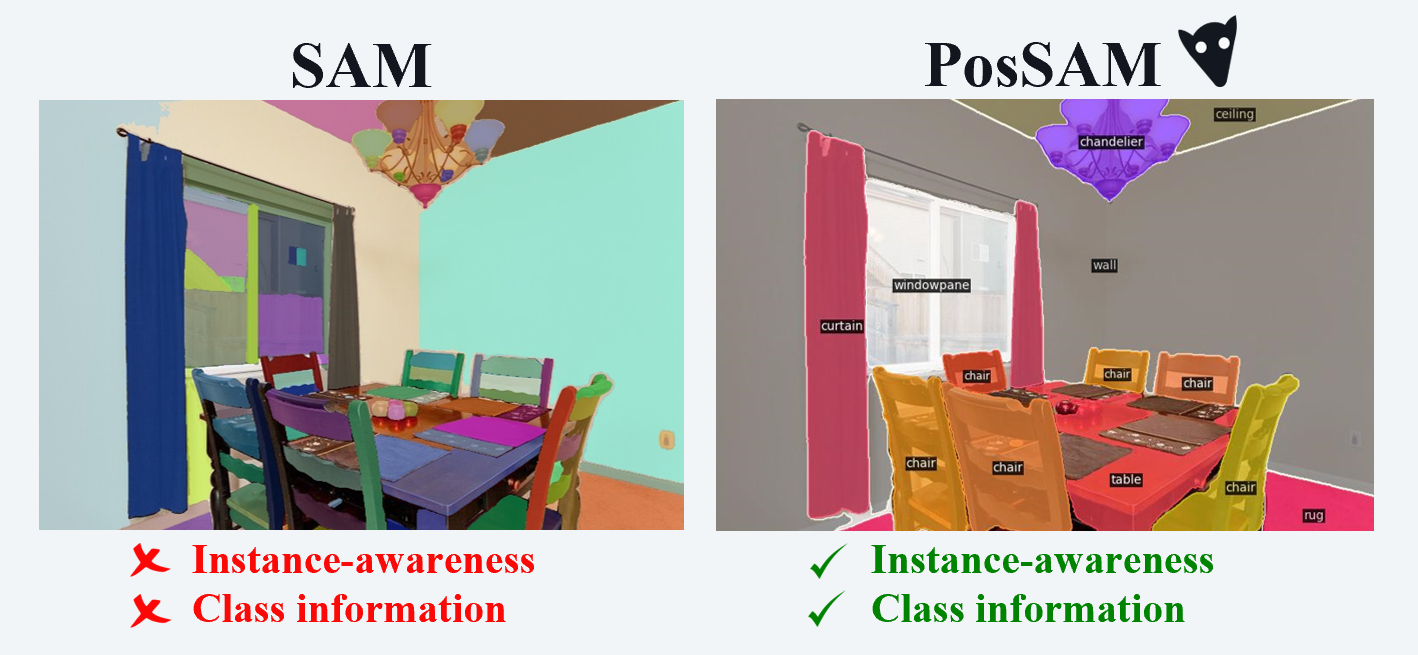 SAM
PosSAM
ceiling
chandelier
wall
windowpane
curtain
chair
chair
chair
chair
chair
table
chair
rug
Instance-awareness
Class information
Instance-awareness
Class information